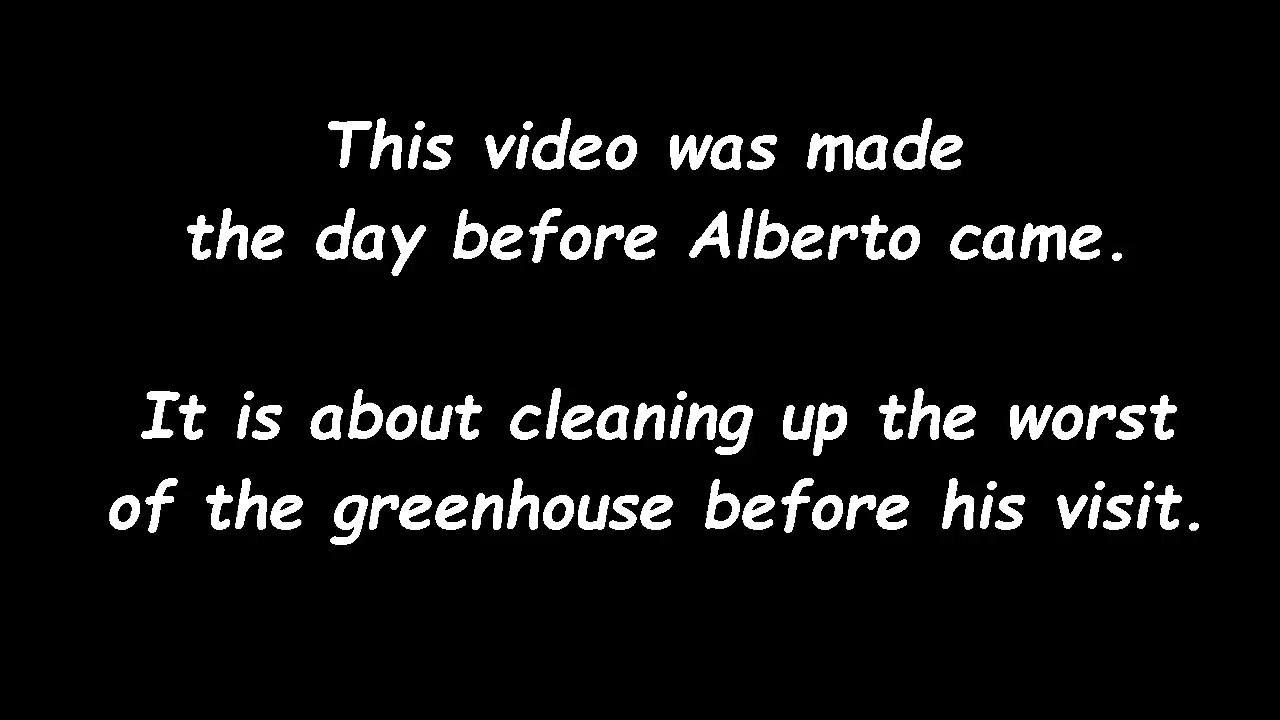 This video was made
the day before Alberto came.
It is about cleaning up the worst
of the greenhouse before his visit.